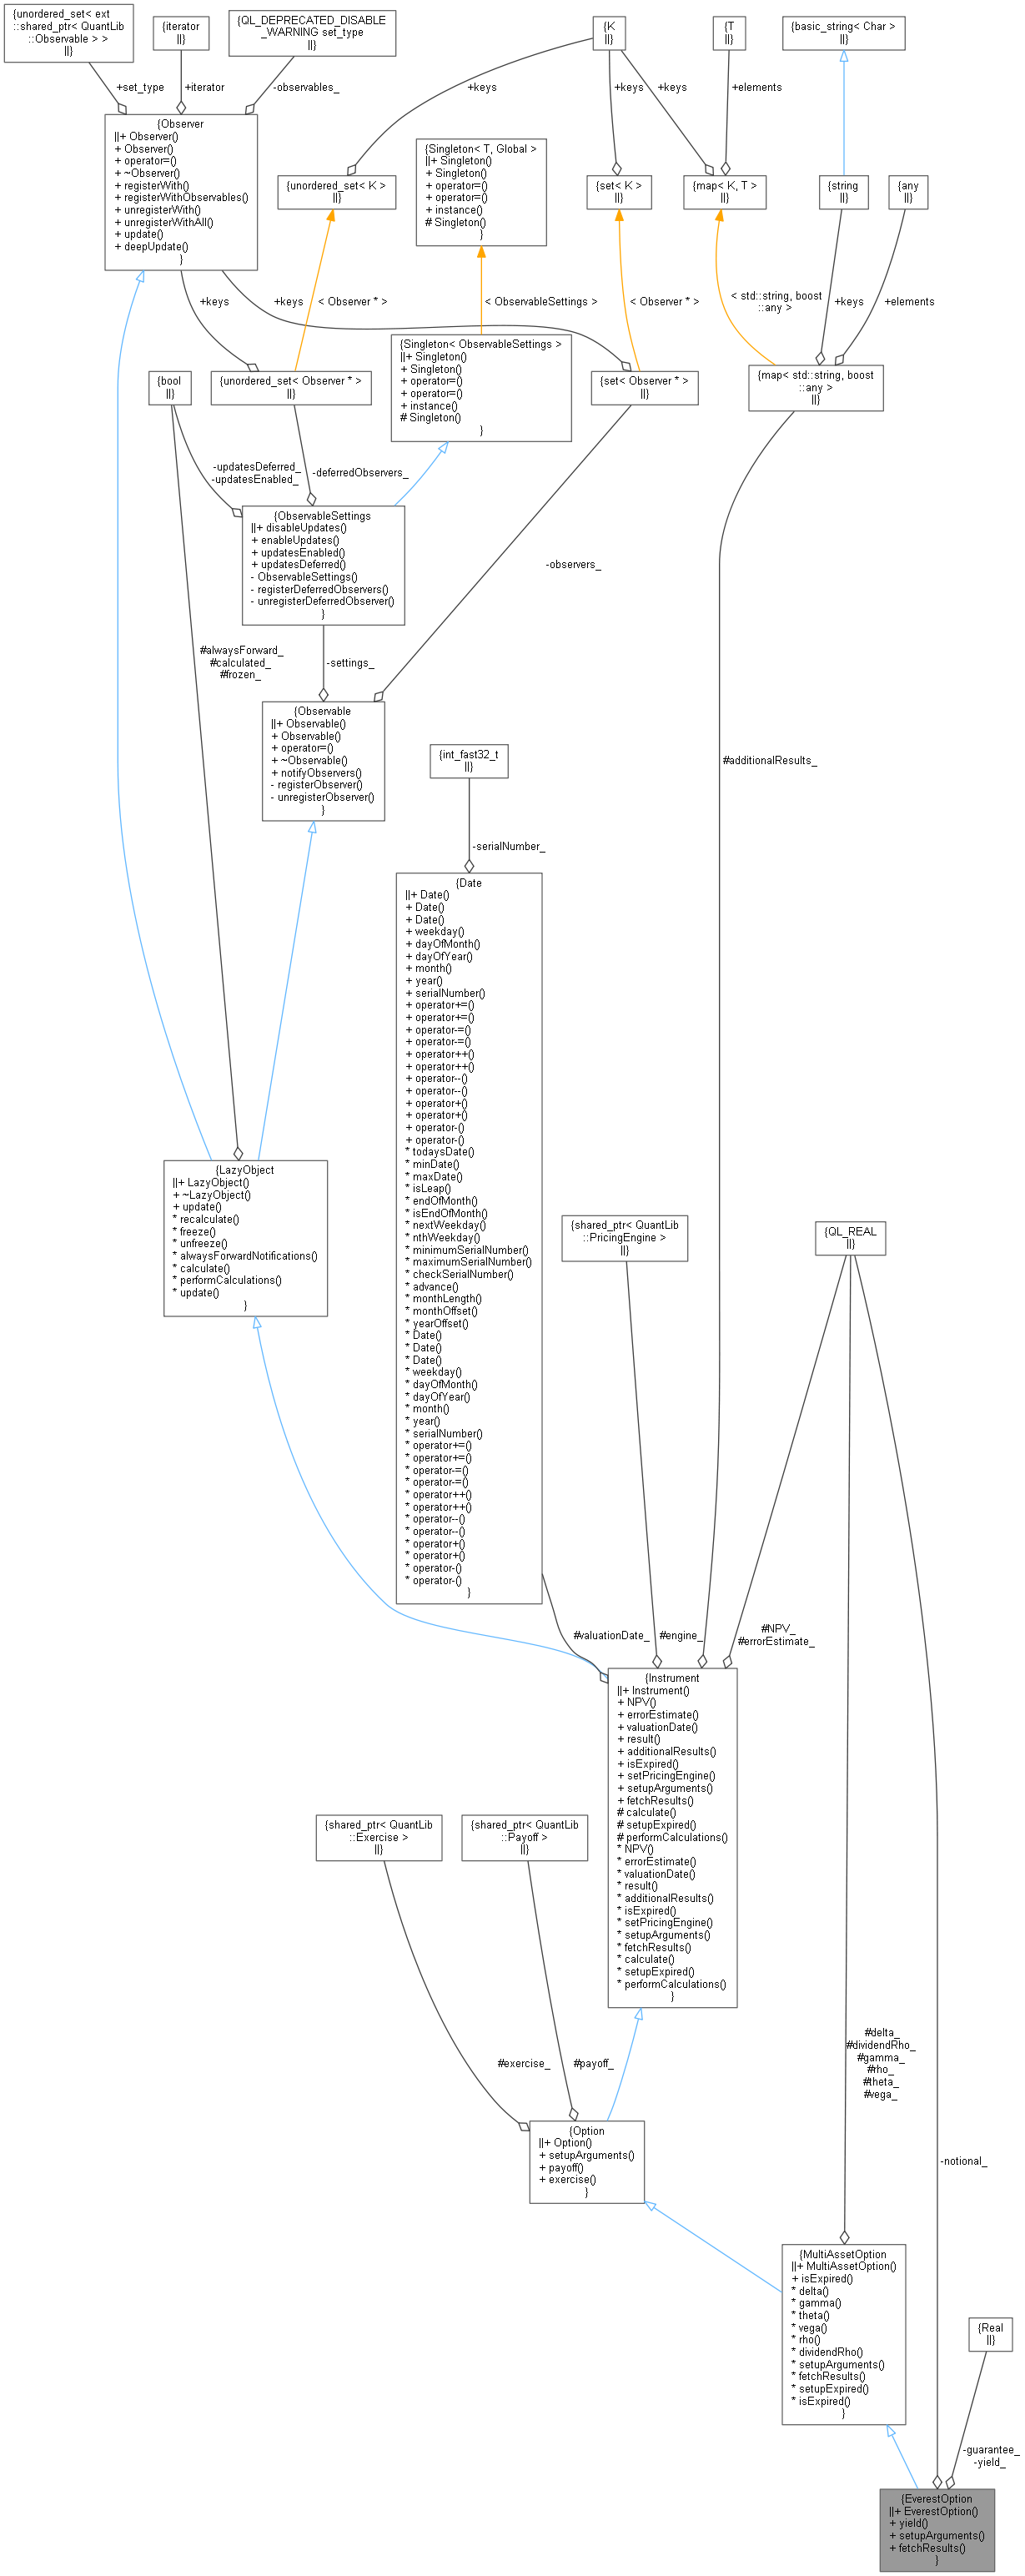 {unordered_set< ext
::shared_ptr< QuantLib
::Observable > >
||}
{iterator
||}
{QL_DEPRECATED_DISABLE
_WARNING set_type
||}
{K
||}
{T
||}
{basic_string< Char >
||}
+set_type
+iterator
-observables_
+keys
+keys
+keys
+elements
{Observer
||+ Observer()
+ Observer()
+ operator=()
+ ~Observer()
+ registerWith()
+ registerWithObservables()
+ unregisterWith()
+ unregisterWithAll()
+ update()
+ deepUpdate()
}
{unordered_set< K >
||}
{Singleton< T, Global >
||+ Singleton()
+ Singleton()
+ operator=()
+ operator=()
+ instance()
# Singleton()
}
{set< K >
||}
{map< K, T >
||}
{string
||}
{any
||}
+keys
+keys
< Observer * >
< ObservableSettings >
< Observer * >
< std::string, boost
::any >
+keys
+elements
{bool
||}
{unordered_set< Observer * >
||}
{Singleton< ObservableSettings >
||+ Singleton()
+ Singleton()
+ operator=()
+ operator=()
+ instance()
# Singleton()
}
{set< Observer * >
||}
{map< std::string, boost
::any >
||}
-updatesDeferred_
-updatesEnabled_
-deferredObservers_
{ObservableSettings
||+ disableUpdates()
+ enableUpdates()
+ updatesEnabled()
+ updatesDeferred()
- ObservableSettings()
- registerDeferredObservers()
- unregisterDeferredObserver()
}
-observers_
#alwaysForward_
#calculated_
#frozen_
-settings_
{Observable
||+ Observable()
+ Observable()
+ operator=()
+ ~Observable()
+ notifyObservers()
- registerObserver()
- unregisterObserver()
}
{int_fast32_t
||}
#additionalResults_
-serialNumber_
{Date
||+ Date()
+ Date()
+ Date()
+ weekday()
+ dayOfMonth()
+ dayOfYear()
+ month()
+ year()
+ serialNumber()
+ operator+=()
+ operator+=()
+ operator-=()
+ operator-=()
+ operator++()
+ operator++()
+ operator--()
+ operator--()
+ operator+()
+ operator+()
+ operator-()
+ operator-()
* todaysDate()
* minDate()
* maxDate()
* isLeap()
* endOfMonth()
* isEndOfMonth()
* nextWeekday()
* nthWeekday()
* minimumSerialNumber()
* maximumSerialNumber()
* checkSerialNumber()
* advance()
* monthLength()
* monthOffset()
* yearOffset()
* Date()
* Date()
* Date()
* weekday()
* dayOfMonth()
* dayOfYear()
* month()
* year()
* serialNumber()
* operator+=()
* operator+=()
* operator-=()
* operator-=()
* operator++()
* operator++()
* operator--()
* operator--()
* operator+()
* operator+()
* operator-()
* operator-()
}
{LazyObject
||+ LazyObject()
+ ~LazyObject()
+ update()
* recalculate()
* freeze()
* unfreeze()
* alwaysForwardNotifications()
* calculate()
* performCalculations()
* update()
}
{shared_ptr< QuantLib
::PricingEngine >
||}
{QL_REAL
||}
#valuationDate_
#engine_
#NPV_
#errorEstimate_
{Instrument
||+ Instrument()
+ NPV()
+ errorEstimate()
+ valuationDate()
+ result()
+ additionalResults()
+ isExpired()
+ setPricingEngine()
+ setupArguments()
+ fetchResults()
# calculate()
# setupExpired()
# performCalculations()
* NPV()
* errorEstimate()
* valuationDate()
* result()
* additionalResults()
* isExpired()
* setPricingEngine()
* setupArguments()
* fetchResults()
* calculate()
* setupExpired()
* performCalculations()
}
{shared_ptr< QuantLib
::Exercise >
||}
{shared_ptr< QuantLib
::Payoff >
||}
#exercise_
#payoff_
#delta_
#dividendRho_
#gamma_
#rho_
#theta_
#vega_
{Option
||+ Option()
+ setupArguments()
+ payoff()
+ exercise()
}
-notional_
{MultiAssetOption
||+ MultiAssetOption()
+ isExpired()
* delta()
* gamma()
* theta()
* vega()
* rho()
* dividendRho()
* setupArguments()
* fetchResults()
* setupExpired()
* isExpired()
}
{Real
||}
-guarantee_
-yield_
{EverestOption
||+ EverestOption()
+ yield()
+ setupArguments()
+ fetchResults()
}